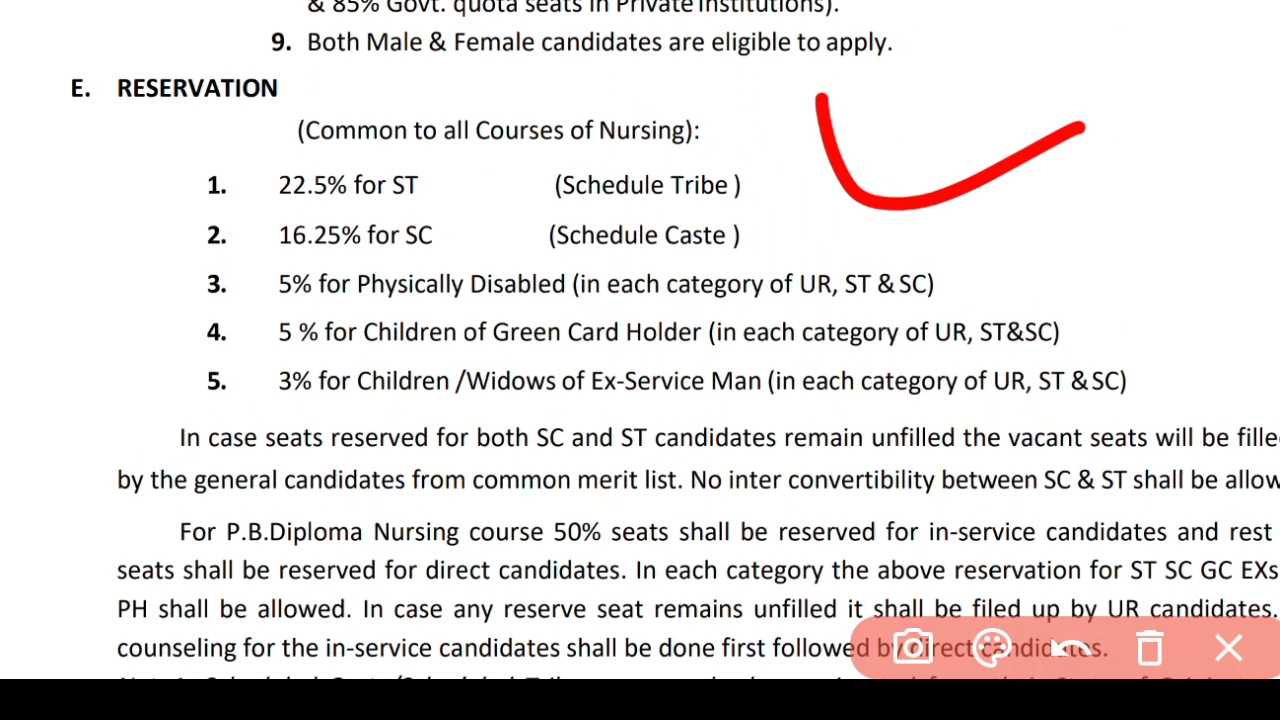 & 85% Govt. quota seats in Private Institutions).
9. Both Male & Female candidates are eligible to apply.
E. RESERVATION
(Common to all Courses of Nursing):
1. 22.5% for ST (Schedule Tribe )
2. 16.25% for SC (Schedule Caste )
3. 5% for Physically Disabled (in each category of UR, ST & SC)
4. 5 % for Children of Green Card Holder (in each category of UR, ST&SC)
5. 3% for Children /Widows of Ex-Service Man (in each category of UR, ST & SC)
In case seats reserved for both SC and ST candidates remain unfilled the vacant seats will be fille
by the general candidates from common merit list. No inter convertibility between SC & ST shall be allow
For P.B.Diploma Nursing course 50% seats shall be reserved for in-service candidates and rest
seats shall be reserved for direct candidates. In each category the above reservation for ST SC GC EXs
PH shall be allowed. In case any reserve seat remains unfilled it shall be filed up by UR candidates.
counseling for the in-service candidates shall be done first followed by direct candidates.